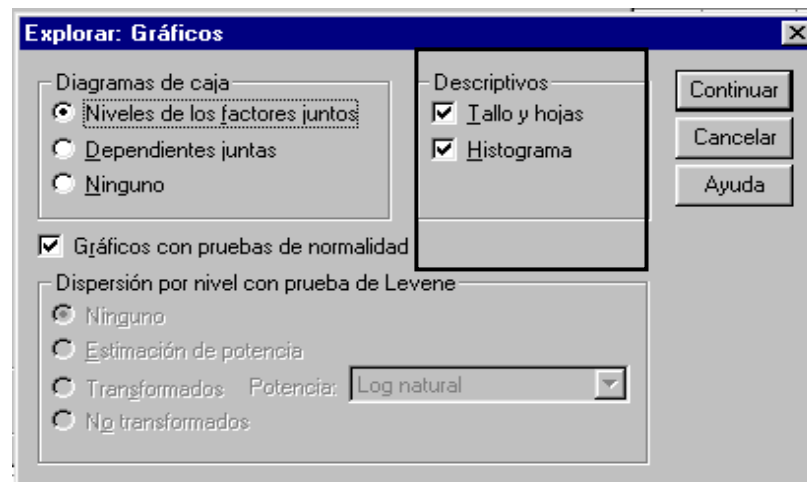 Explorar: Gráficos
Diagramas de caja
Niveles de los factores juntos
Dependientes juntas
Ninguno
Descriptivos
Tallo y hojas
Histograma
Continuar
Cancelar
Ayuda
Gráficos con pruebas de normalidad
Dispersión por nivel con prueba de Levene
Ninguno
Estimación de potencia
Transformados Potencia: Log natural
No transformados